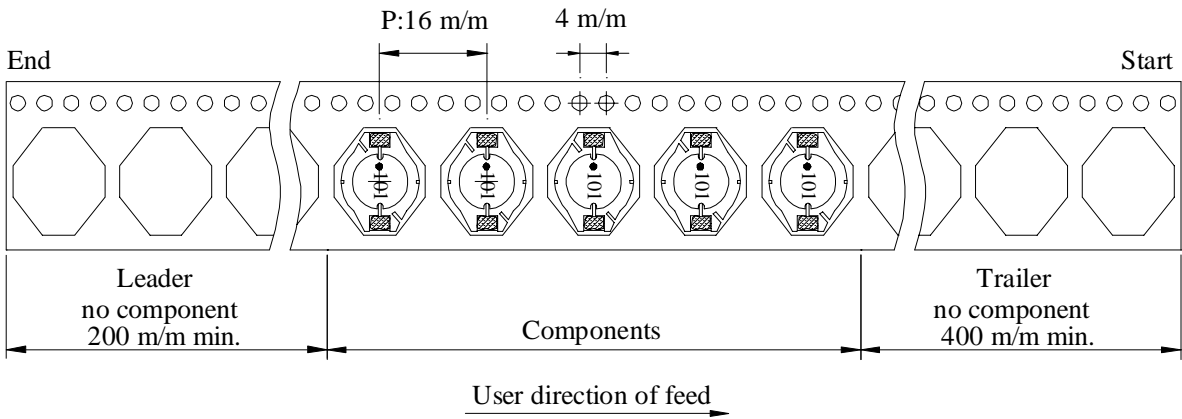 P:16 m/m
4 m/m
End
Start
101
101
101
101
101
Leader
no component
200 m/m min.
Components
Trailer
no component
400 m/m min.
User direction of feed